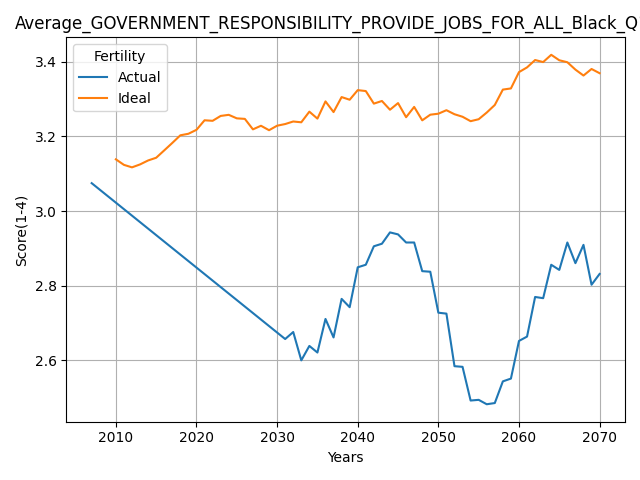 Average_GOVERNMENT_RESPONSIBILITY_PROVIDE_JOBS_FOR_ALL_Black_Q
Fertility
Actual
Ideal
Score(1-4)
3.4
3.2
3.0
2.8
2.6
2010 2020 2030 2040 2050 2060 2070
Years